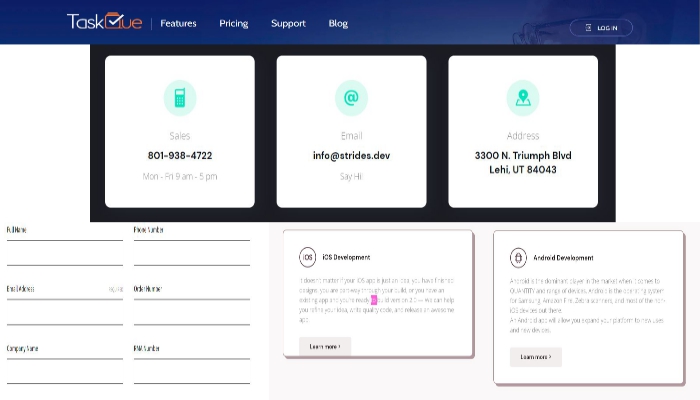 TaskQue
Features Pricing Support Blog
LOG IN
Sales
801-938-4722
Mon - Fri 9 am - 5 pm
Email
info@strides.dev
Say Hi!
Address
3300 N. Triumph Blvd
Lehi, UT 84043
Full Name
Phone Number
Email Address
Order Number
Company Name
RMA Number
iOS
iOS Development
It doesn't matter if your iOS app is just an idea, you have finished
designs, you are part way through your build, or you have an
existing app and you're ready to build version 2.0 — We can help
you refine your idea, write quality code, and release an awesome
app.
Learn more >
Android Development
Android is the dominant player in the market when it comes to
QUANTITY and range of devices. Android is the operating system
for Samsung, Amazon Fire, Zebra scanners, and most of the non-
iOS devices out there.
An Android app will allow you expand your platform to new uses
and new devices.
Learn more >